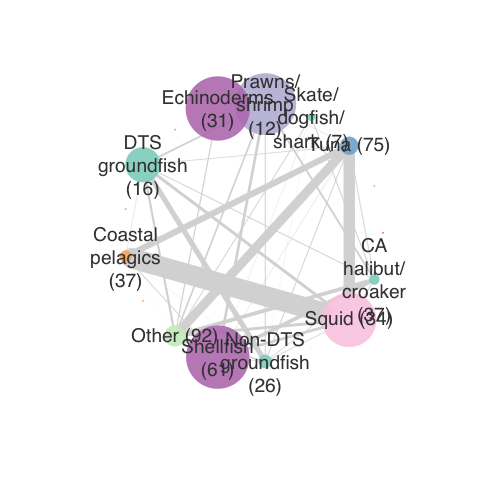 Prawns/
shrimp
(12)
Echinoderms
(31)
Skate/
dogfish/
shark (7)
Tuna (75)
DTS
groundfish
(16)
Coastal
pelagics
(37)
CA
halibut/
croaker
(37)
Squid (34)
Other (92)
Shellfish
(61)
Non-DTS
groundfish
(26)